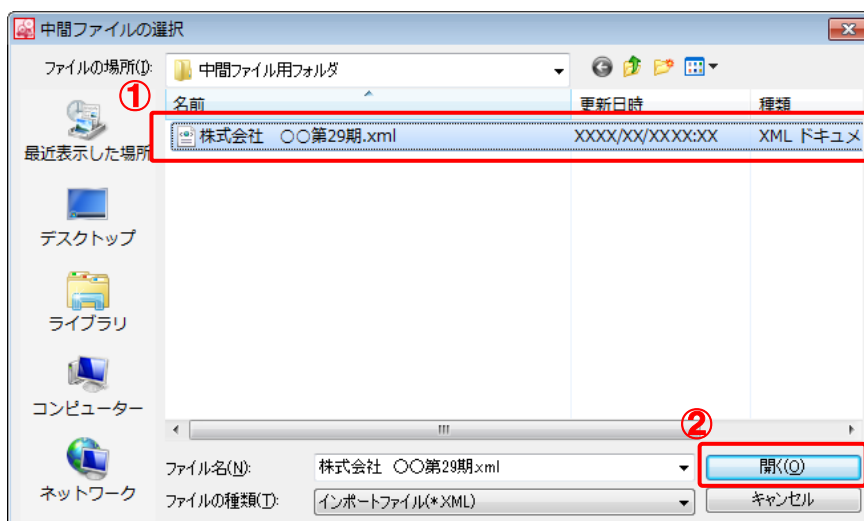 中間ファイルの選択
ファイルの場所(I):
中間ファイル用フォルダ
①
名前
更新日時
種類
株式会社　○○第29期.xml
XXXX/XX/XXXX:XX
XML ドキュメ
最近表示した場所
デスクトップ
ライブラリ
コンピューター
ネットワーク
②
ファイル名(N):
株式会社　○○第29期.xml
開く(O)
ファイルの種類(T):
インポートファイル(*.XML)
キャンセル